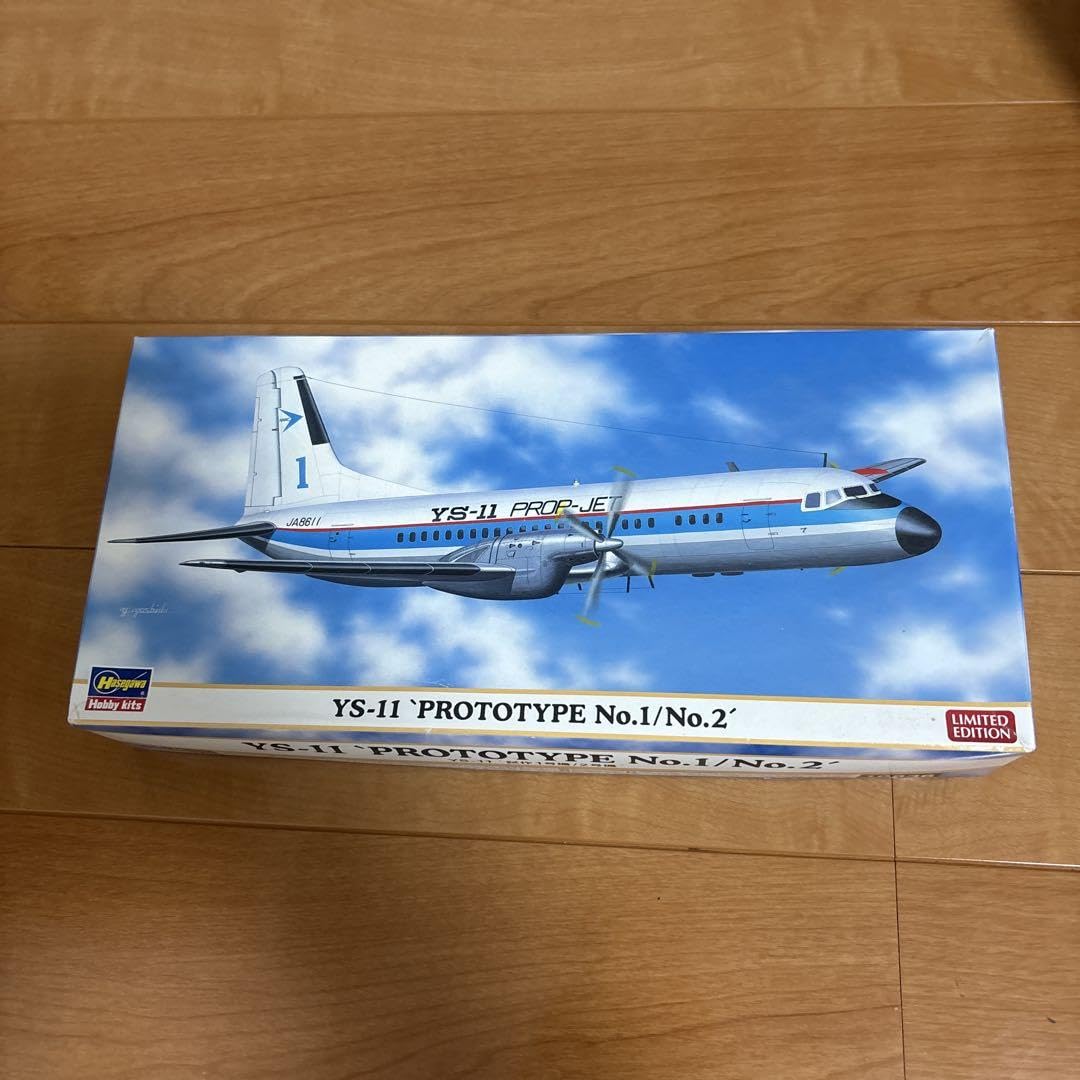 1
JA8611
YS-11 PROP-JET
Hasegawa
Hobby kits
YS-11 `PROTOTYPE No.1/No.2´
LIMITED
EDITION
YS-11 `PROTOTYPE No.1/No.2´